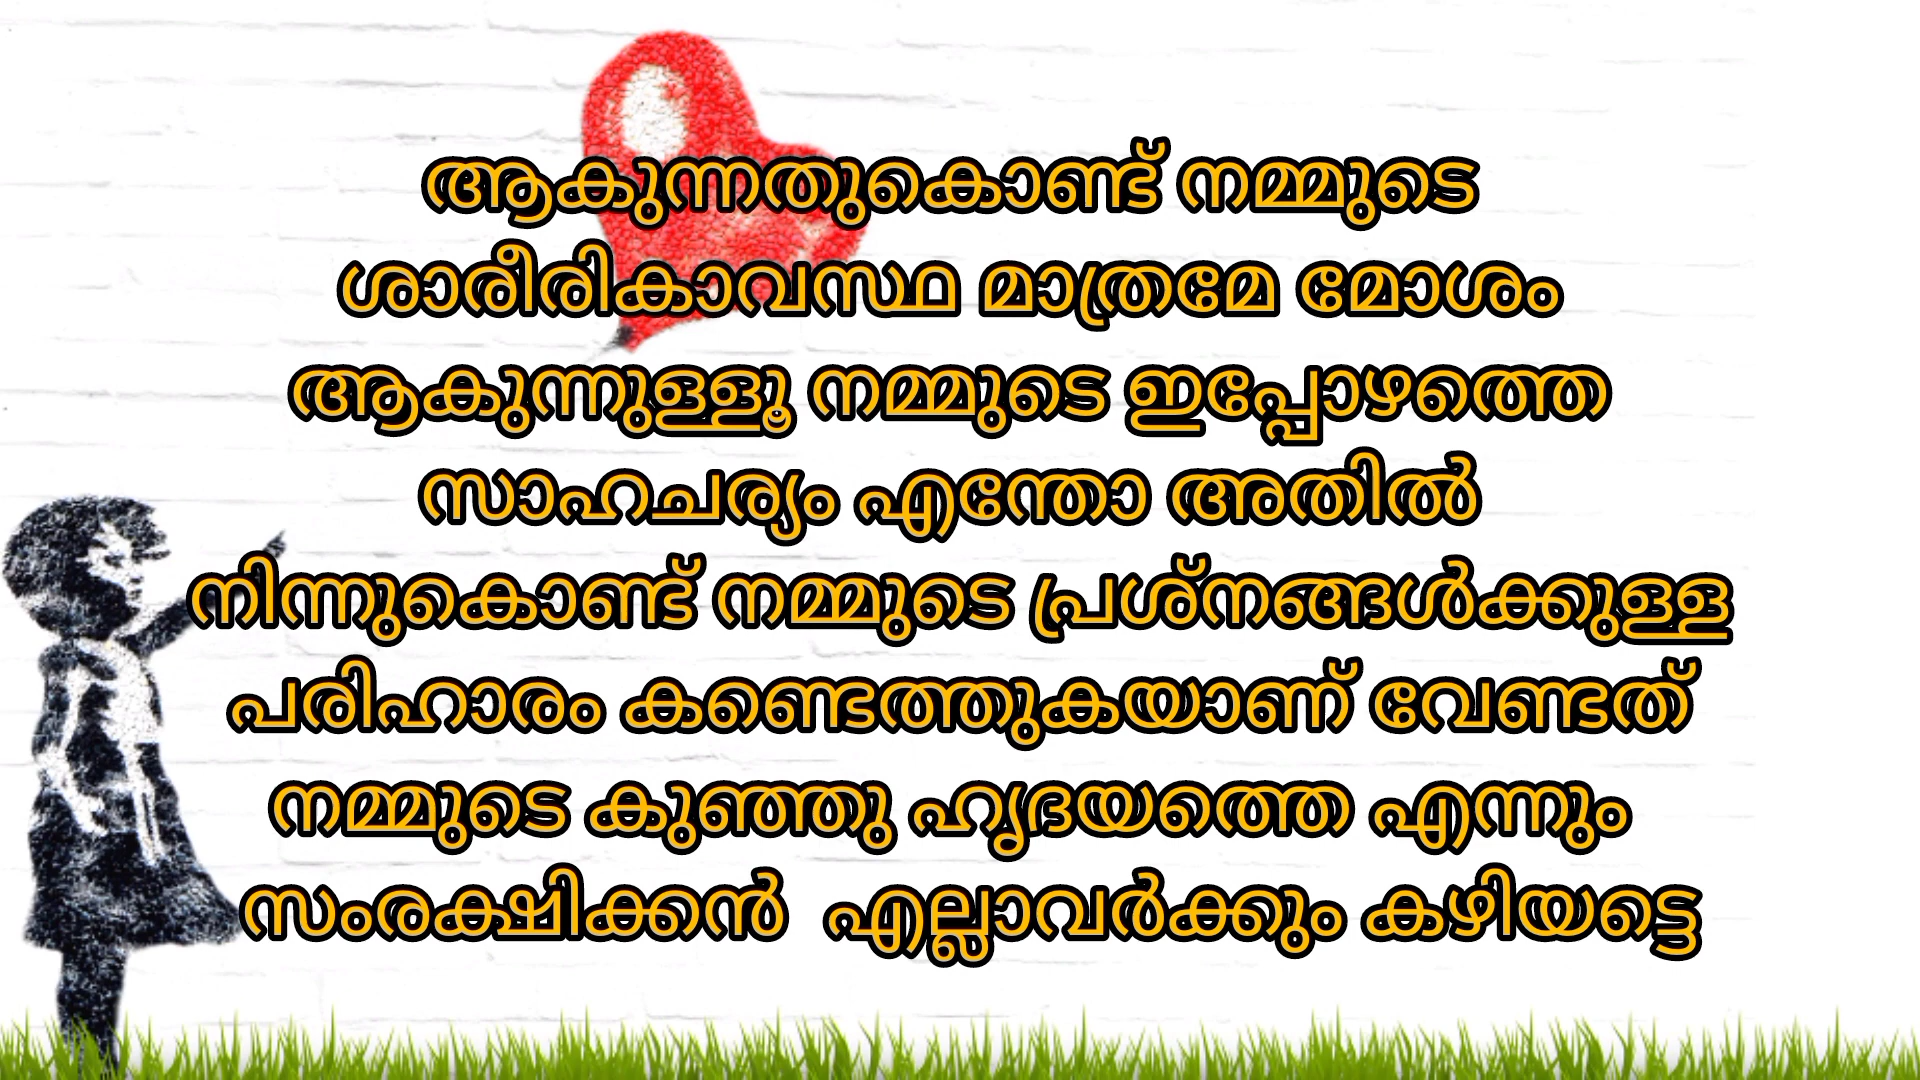 ആകുന്നതുകൊണ്ട് നമ്മുടെ
ശാരീരികാവസ്ഥ മാത്രമേ മോശം
ആകുന്നുള്ളൂ നമ്മുടെ ഇപ്പോഴത്തെ
സാഹചര്യം എന്തോ അതിൽ
നിന്നുകൊണ്ട് നമ്മുടെ പ്രശ്നങ്ങൾക്കുള്ള
പരിഹാരം കണ്ടെത്തുകയാണ് വേണ്ടത്
നമ്മുടെ കുഞ്ഞു ഹൃദയത്തെ എന്നും
സംരക്ഷിക്കൻ എല്ലാവർക്കും കഴിയട്ടെ